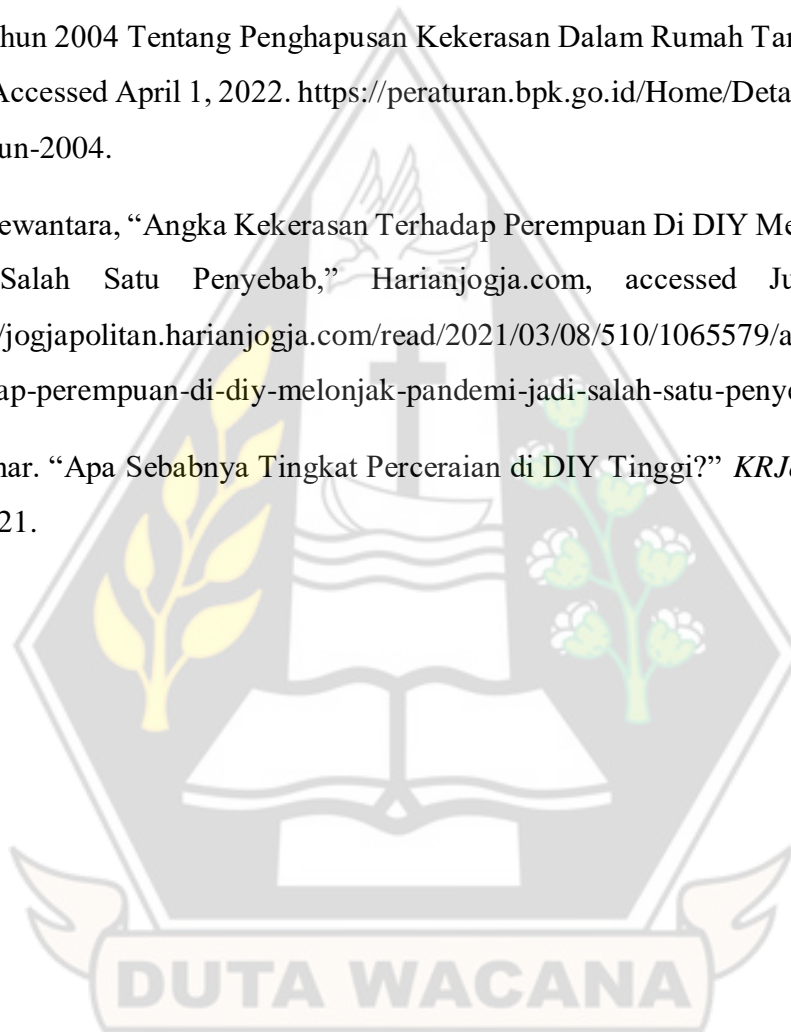 hun 2004 Tentang Penghapusan Kekerasan Dalam Rumah Tan
Accessed April 1, 2022. https://peraturan.bpk.go.id/Home/Deta
un-2004.
ewantara, “Angka Kekerasan Terhadap Perempuan Di DIY Me
Salah Satu Penyebab,” Harianjogja.com, accessed Ju
/jogjapolitan.harianjogja.com/read/2021/03/08/510/1065579/a
ap-perempuan-di-diy-melonjak-pandemi-jadi-salah-satu-penye
nar. “Apa Sebabnya Tingkat Perceraian di DIY Tinggi?” KRJo
21.
DUTA WACANA